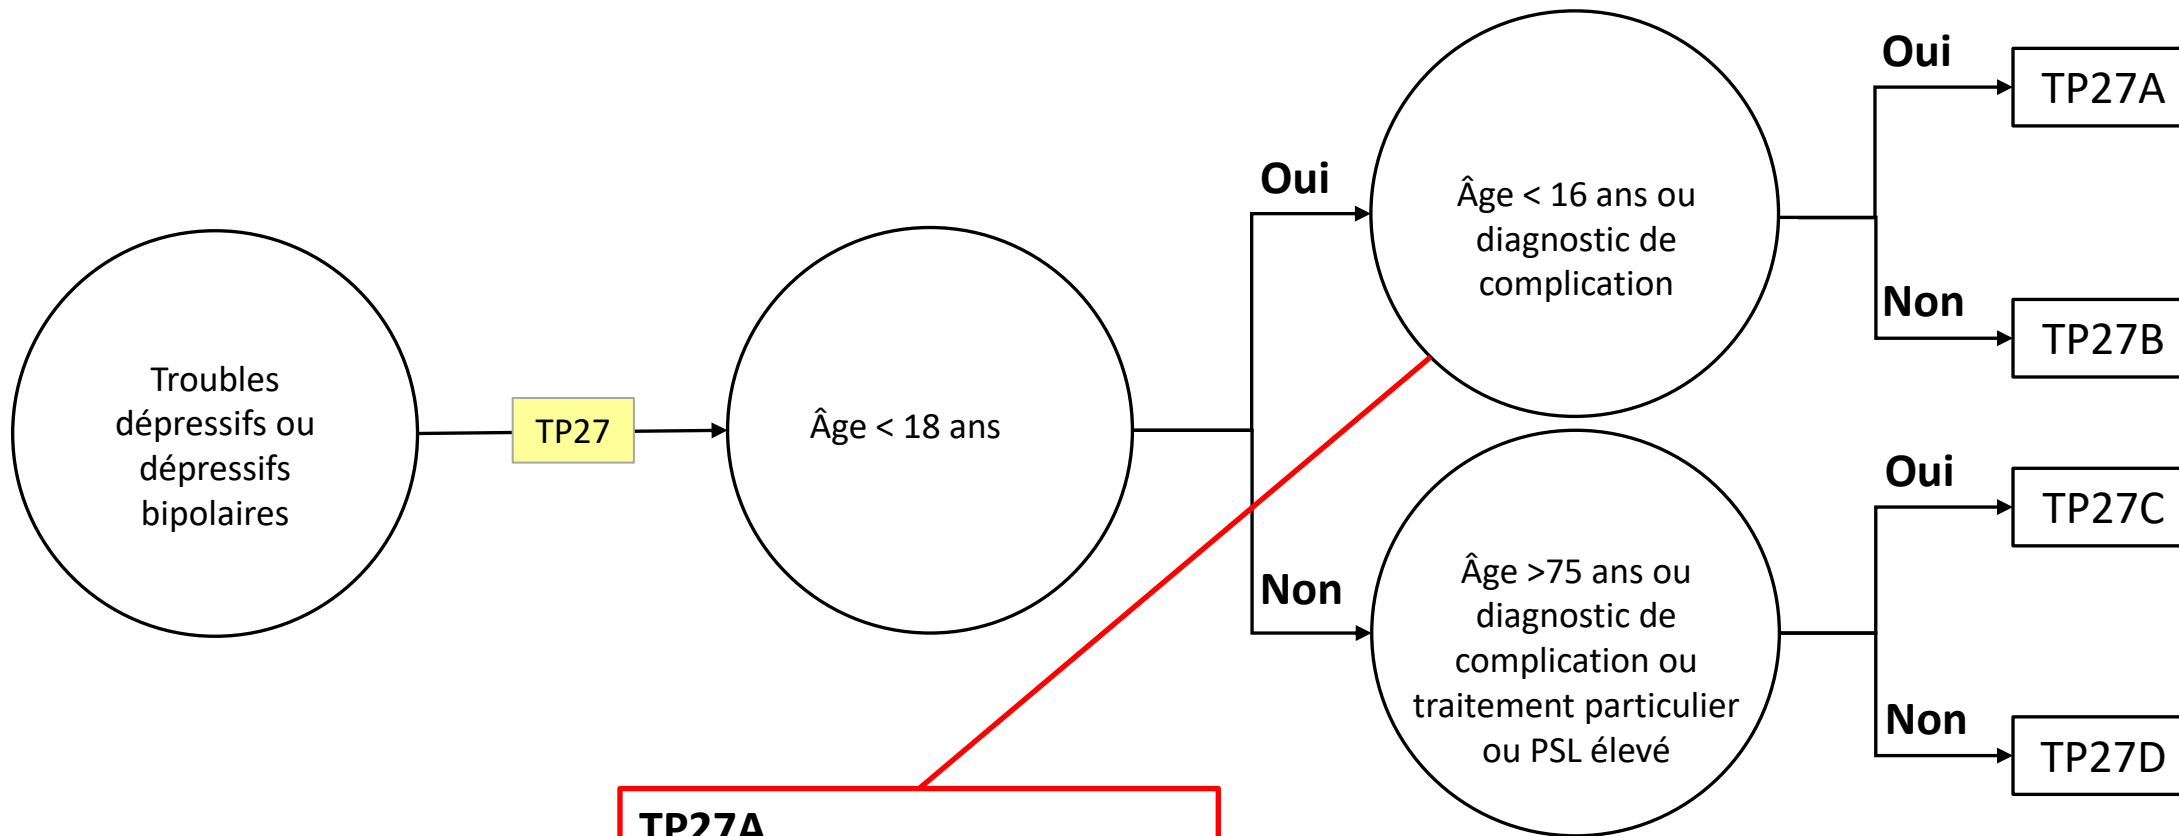 Troubles
dépressifs ou
dépressifs
bipolaires
TP27
Âge < 18 ans
Oui
Non
Âge < 16 ans ou
diagnostic de
complication
Oui
TP27A
Non
TP27B
Âge >75 ans ou
diagnostic de
complication ou
traitement particulier
ou PSL élevé
Oui
TP27C
Non
TP27D
TP27A